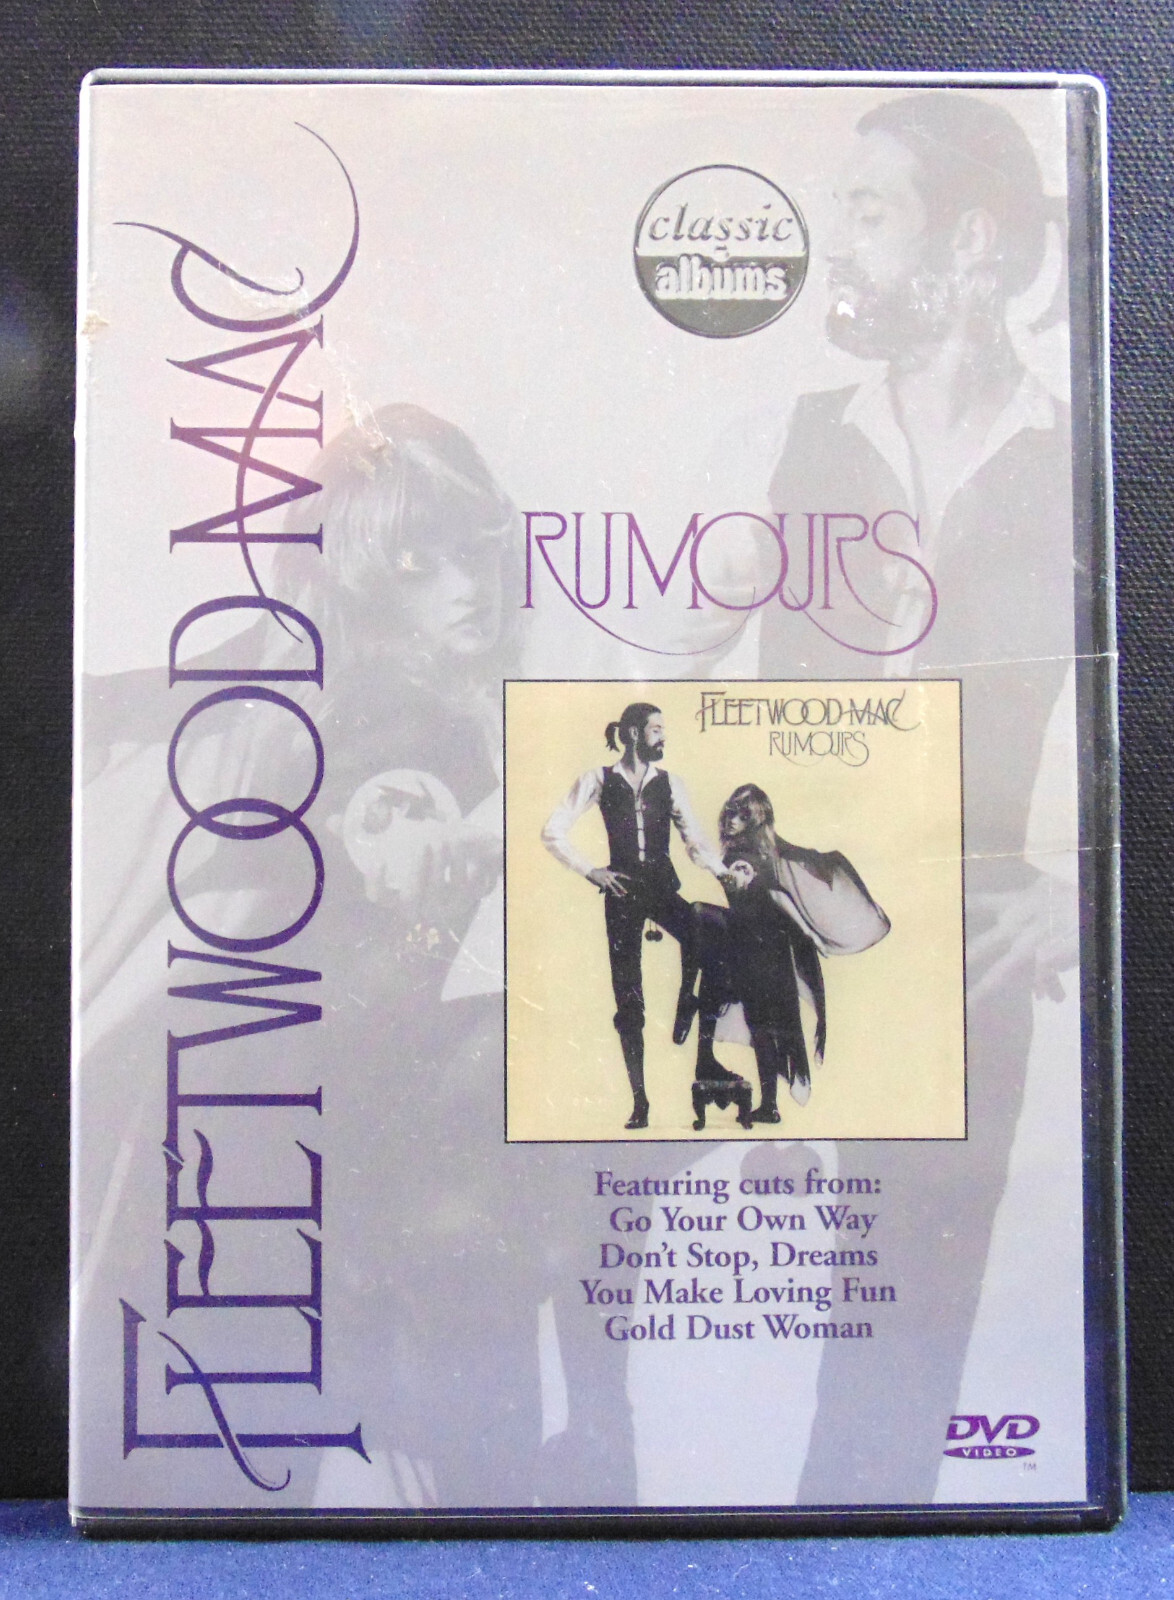 FLEETWOOD MAC
classic
albums
RUMOURS
FLEETWOOD MAC
RUMOURS
Featuring cuts from:
Go Your Own Way
Don't Stop, Dreams
You Make Loving Fun
Gold Dust Woman
DVD
VIDEO
TM